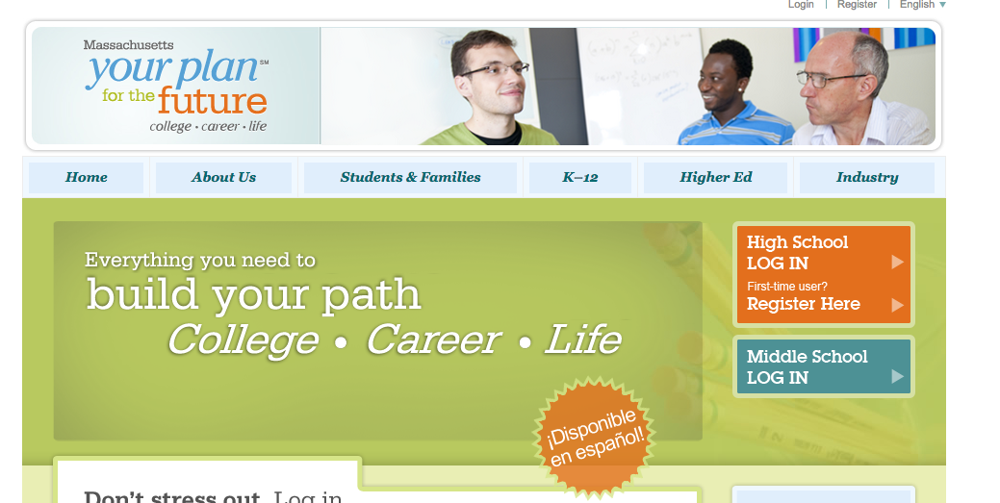 Login Register English
Massachusetts
your plan℠
for the future
college • career • life
Home About Us Students & Families K–12 Higher Ed Industry
Everything you need to
build your path
College • Career • Life
High School
LOG IN
First-time user?
Register Here
Middle School
LOG IN
¡Disponible
en español!
Don't stress out. Log in